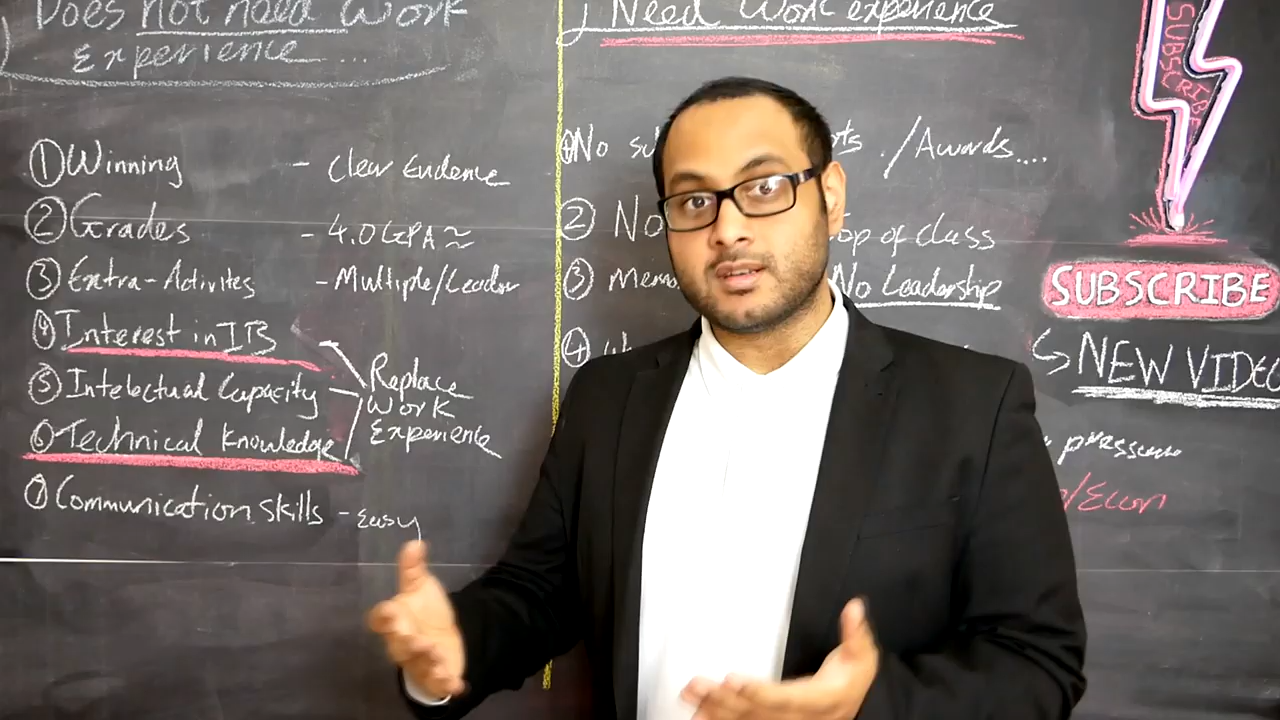 Does not need Work
Experience ...
① Winning - Clear Evidence
② Grades - 4.0 GPA ≈
③ Extra-Activites - Multiple/Leader
④ Interest in IB
⑤ Intelectual Capacity
⑥ Technical Knowledge
Replace
Work
Experience
⑦ Communication Skills - Easy
Need Work experience
① No ./Awards....
② No op of class
③ No Leadership
④
SUBSCRIBE
SUBSCRIBE
NEW VIDEO
pressure
/Econ